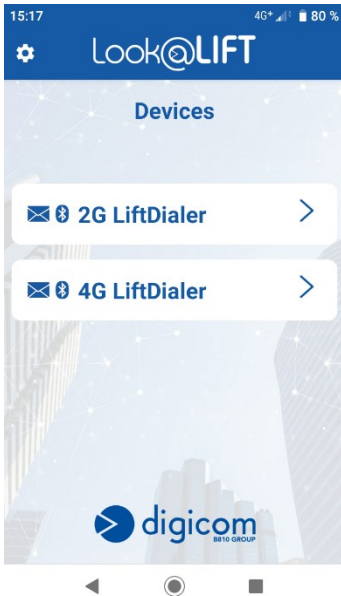 15:17 4G+ 80 %
Look@LIFT
Devices
2G LiftDialer
4G LiftDialer
digicom
B810 GROUP